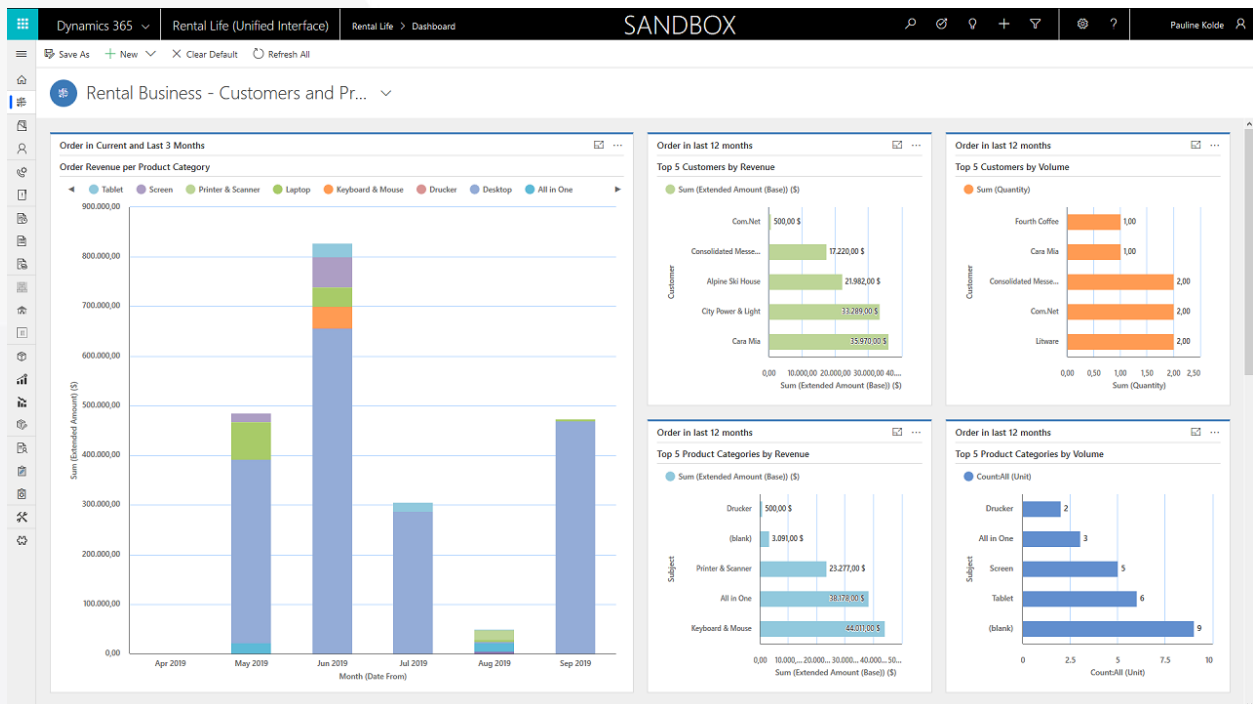 Dynamics 365 Rental Life (Unified Interface) Rental Life > Dashboard SANDBOX Pauline Kolde
Save As New Clear Default Refresh All
Rental Business - Customers and Pr...
Order in Current and Last 3 Months
Order Revenue per Product Category
Tablet Screen Printer & Scanner Laptop Keyboard & Mouse Drucker Desktop All in One
900.000,00
800.000,00
700.000,00
600.000,00
500.000,00
400.000,00
300.000,00
200.000,00
100.000,00
0,00
Sum (Extended Amount) ($)
Apr 2019 May 2019 Jun 2019 Jul 2019 Aug 2019 Sep 2019
Month (Date From)
Order in last 12 months
Top 5 Customers by Revenue
Sum (Extended Amount (Base)) ($)
Customer
Com.Net 500,00 $
Consolidated Messe... 17.220,00 $
Alpine Ski House 21.982,00 $
City Power & Light 33.289,00 $
Cara Mia 35.970,00 $
0,00 10.000,00 20.000,00 30.000,00 40....
Sum (Extended Amount (Base)) ($)
Order in last 12 months
Top 5 Customers by Volume
Sum (Quantity)
Customer
Fourth Coffee 1,00
Cara Mia 1,00
Consolidated Messe... 2,00
Com.Net 2,00
Litware 2,00
0,00 0,50 1,00 1,50 2,00 2,50
Sum (Quantity)
Order in last 12 months
Top 5 Product Categories by Revenue
Sum (Extended Amount (Base)) ($)
Subject
Drucker 500,00 $
(blank) 3.091,00 $
Printer & Scanner 23.277,00 $
All in One 38.178,00 $
Keyboard & Mouse 44.011,00 $
0,00 10.000,... 20.000... 30.000... 40.000... 50...
Sum (Extended Amount (Base)) ($)
Order in last 12 months
Top 5 Product Categories by Volume
Count:All (Unit)
Subject
Drucker 2
All in One 3
Screen 5
Tablet 6
(blank) 9
0 2.5 5 7.5 10
Count:All (Unit)